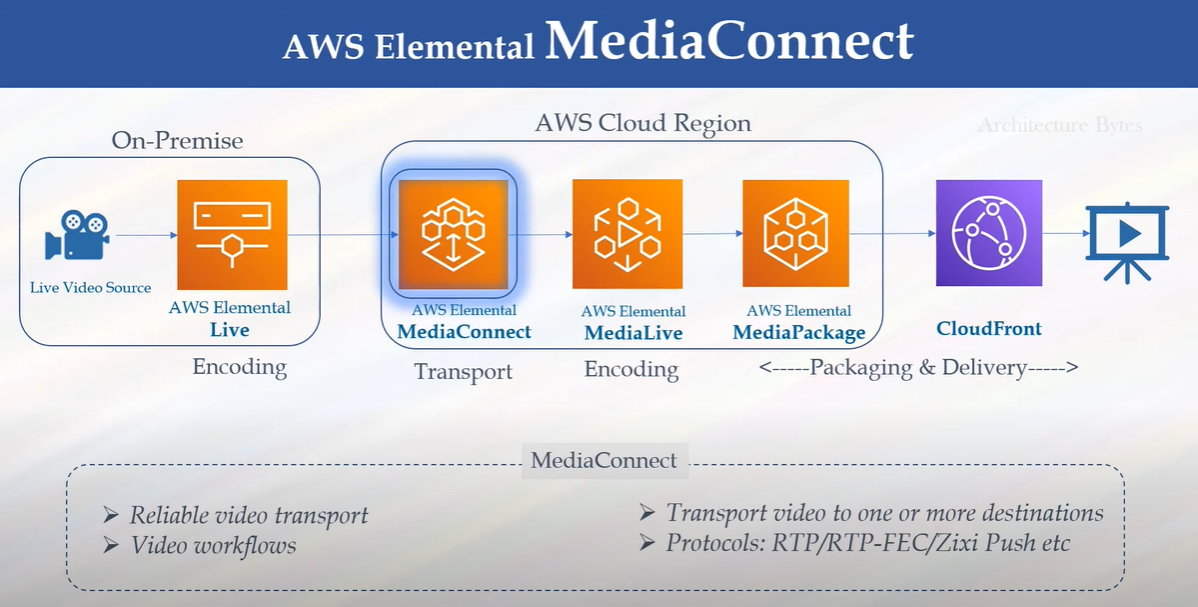 AWS Elemental MediaConnect
Architecture Bytes
On-Premise
AWS Cloud Region
Live Video Source
AWS Elemental
Live
AWS Elemental
MediaConnect
AWS Elemental
MediaLive
AWS Elemental
MediaPackage
CloudFront
Encoding
Transport
Encoding
<-----Packaging & Delivery----->
MediaConnect
➢ Reliable video transport
➢ Video workflows
➢ Transport video to one or more destinations
➢ Protocols: RTP/RTP-FEC/Zixi Push etc